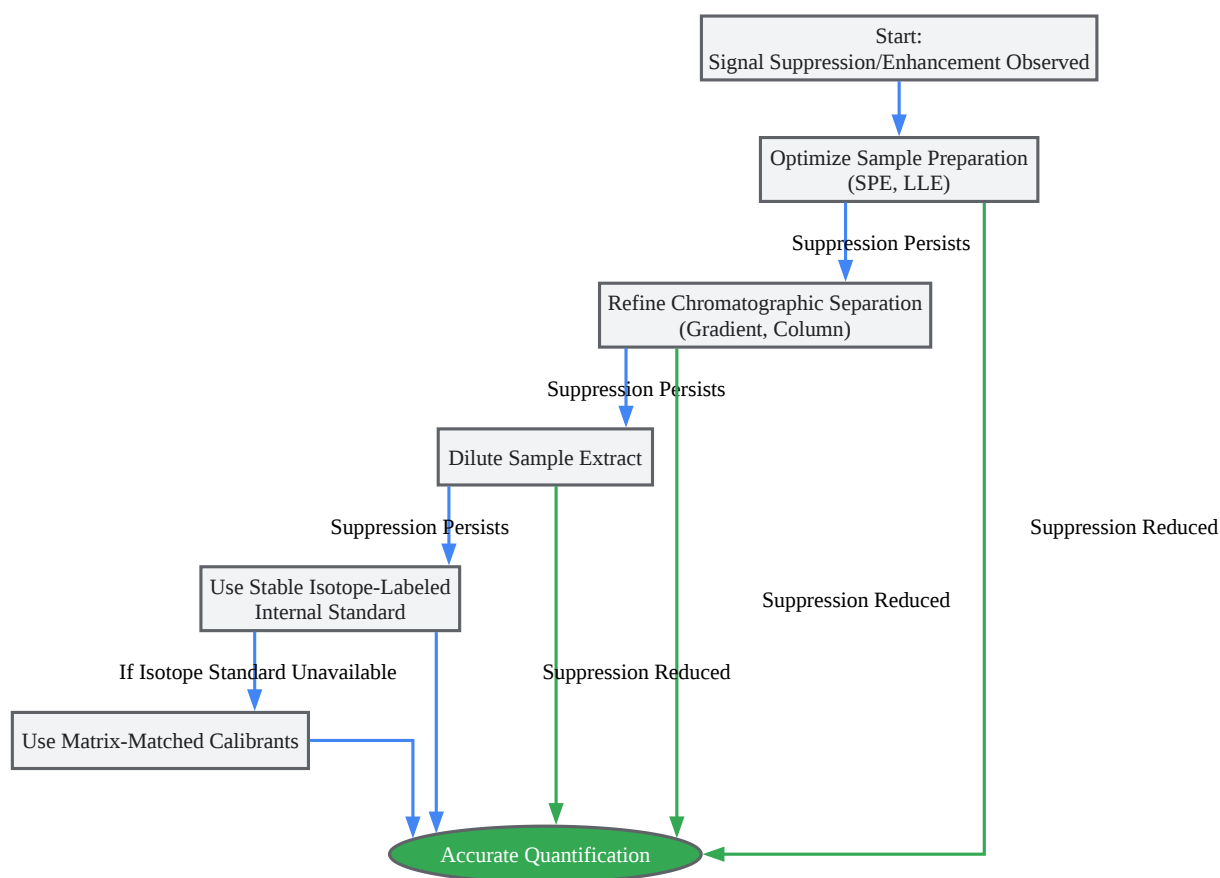 Start:
Signal Suppression/Enhancement Observed
Optimize Sample Preparation
(SPE, LLE)
Suppression Persists
Refine Chromatographic Separation
(Gradient, Column)
Suppression Persists
Dilute Sample Extract
Suppression Persists
Suppression Reduced
Use Stable Isotope-Labeled
Internal Standard
Suppression Reduced
If Isotope Standard Unavailable
Suppression Reduced
Use Matrix-Matched Calibrants
Accurate Quantification